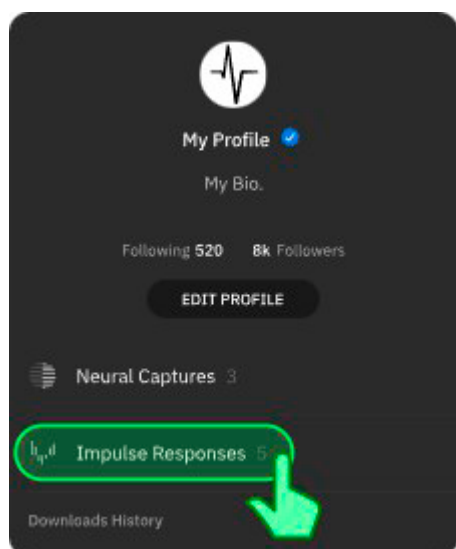 My Profile
My Bio.
Following 520 8k Followers
EDIT PROFILE
Neural Captures 3
Impulse Responses
Downloads History